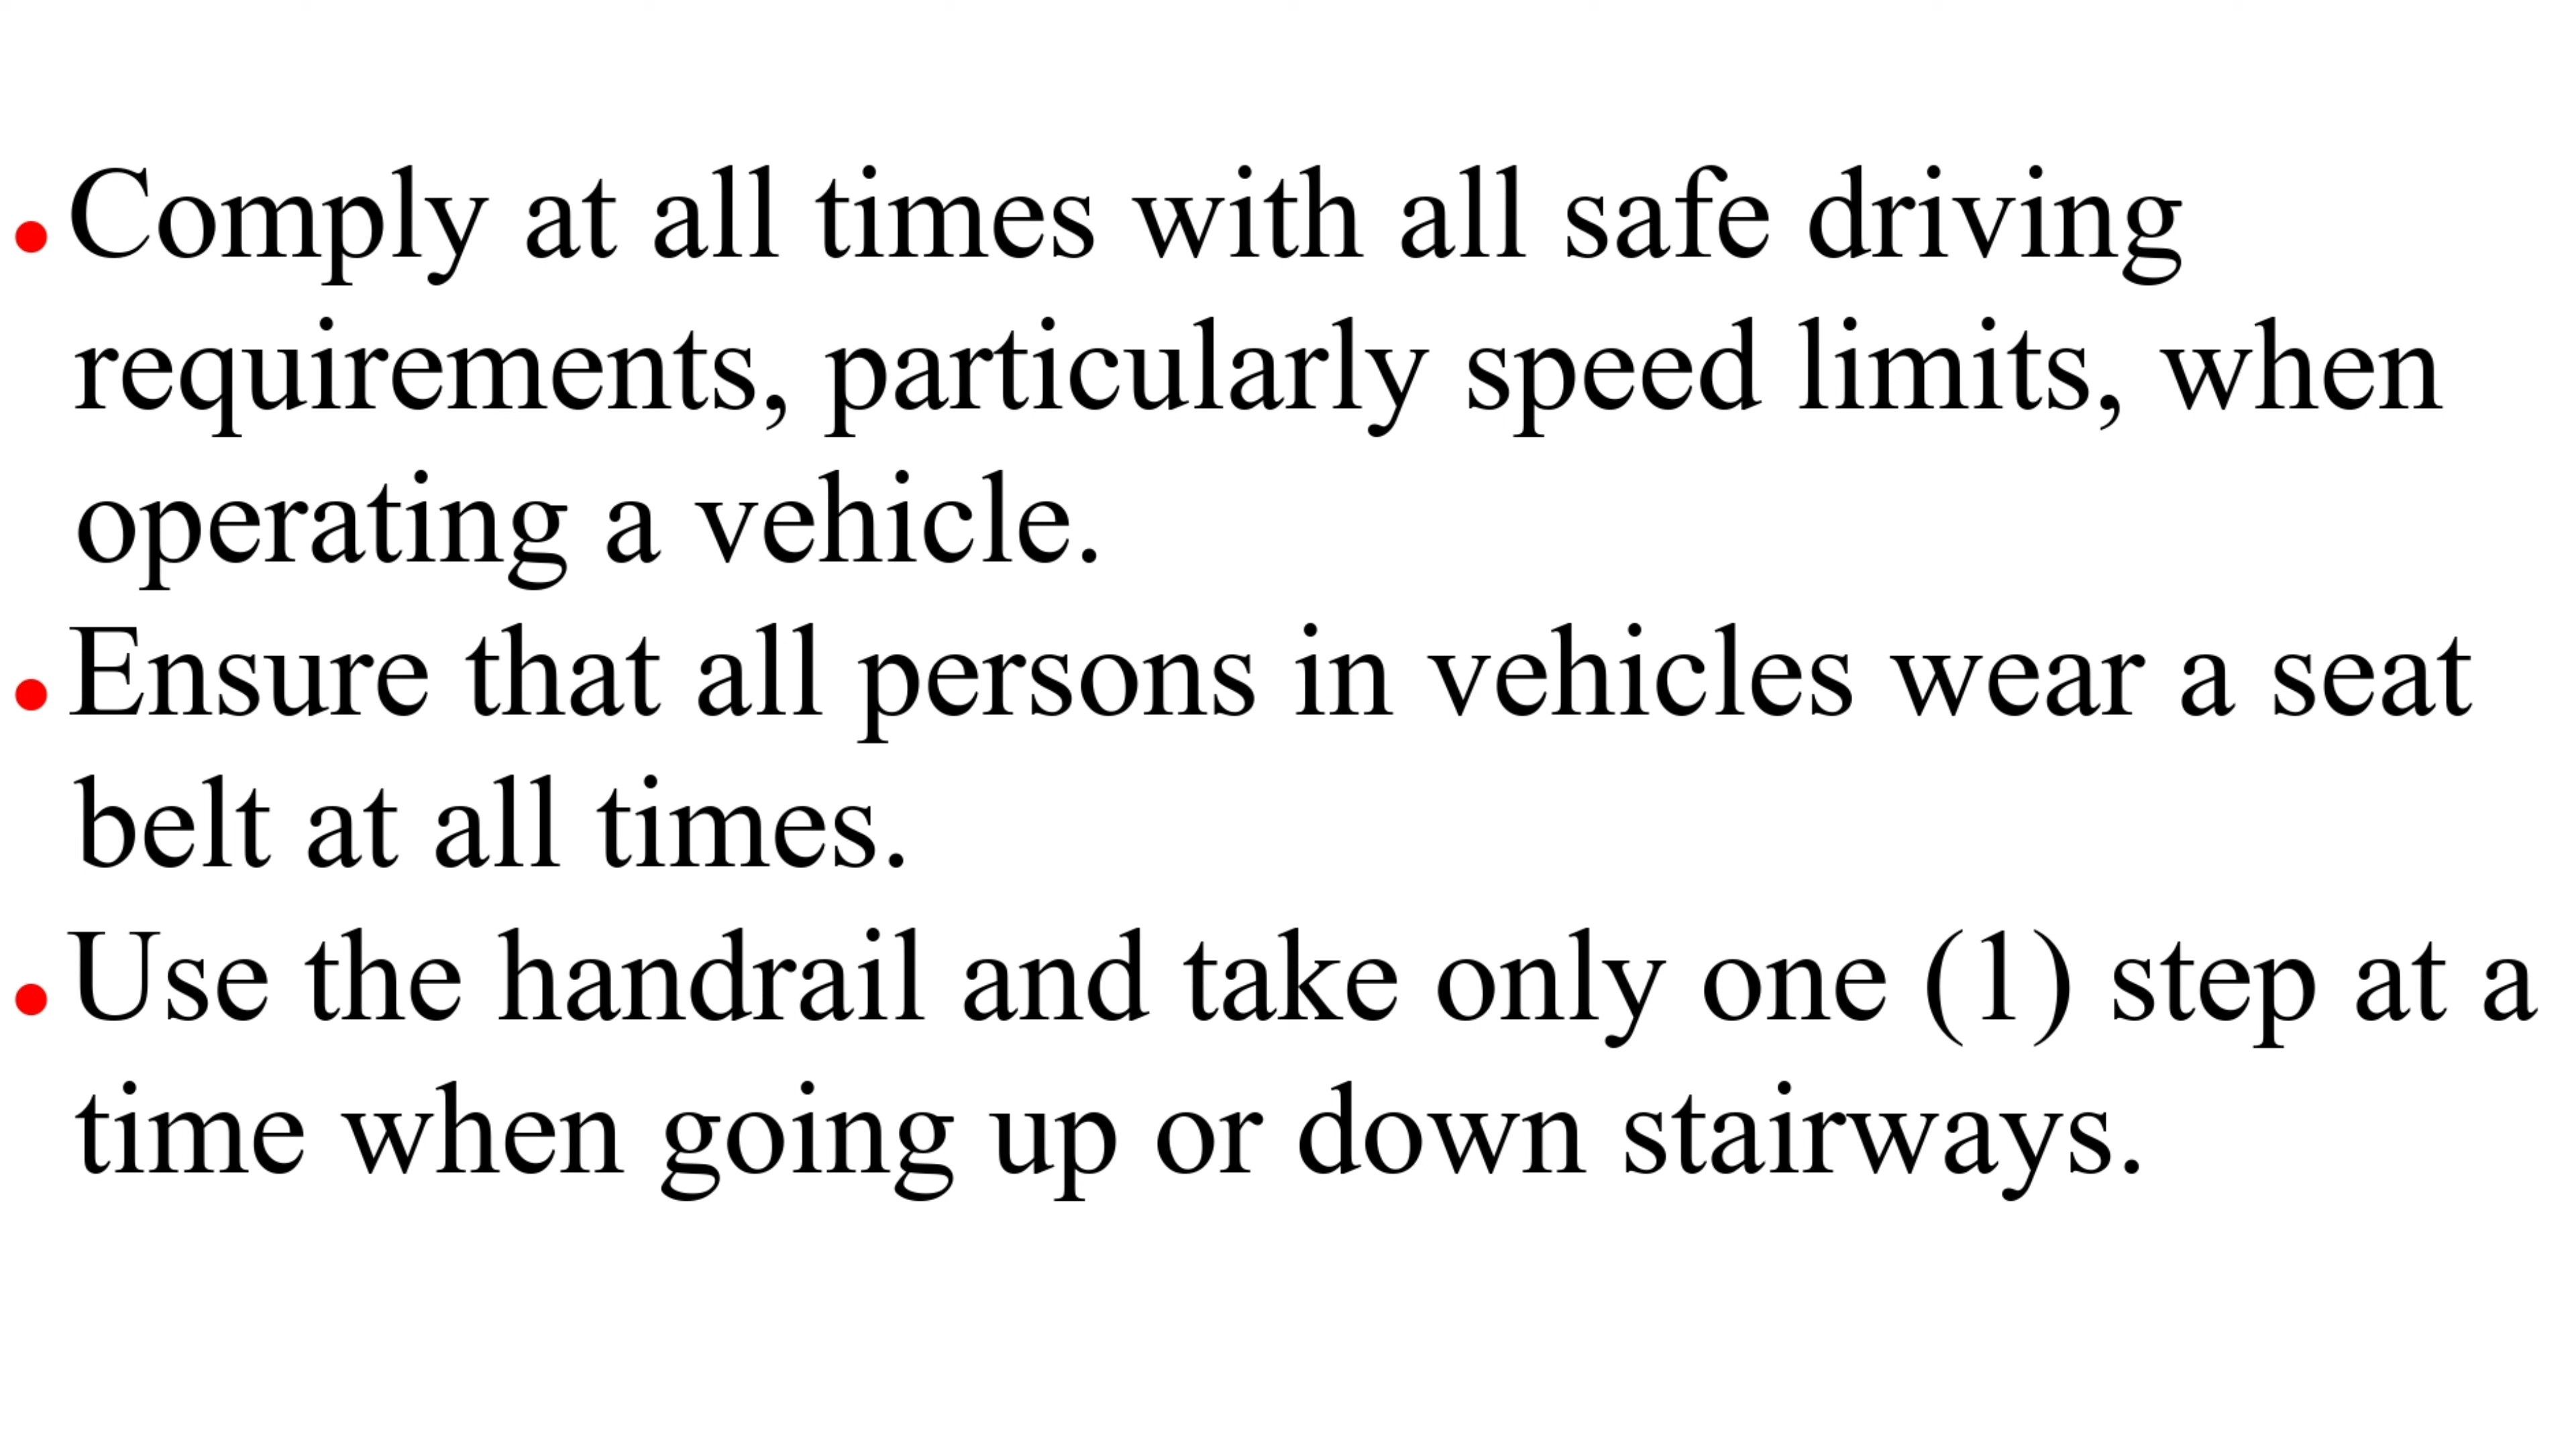 • Comply at all times with all safe driving
requirements, particularly speed limits, when
operating a vehicle.
• Ensure that all persons in vehicles wear a seat
belt at all times.
• Use the handrail and take only one (1) step at a
time when going up or down stairways.